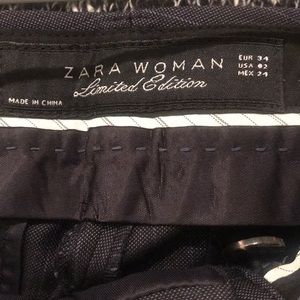 ZARA WOMAN
Limited Edition
MADE IN CHINA
EUR 34
USA 02
MEX 24